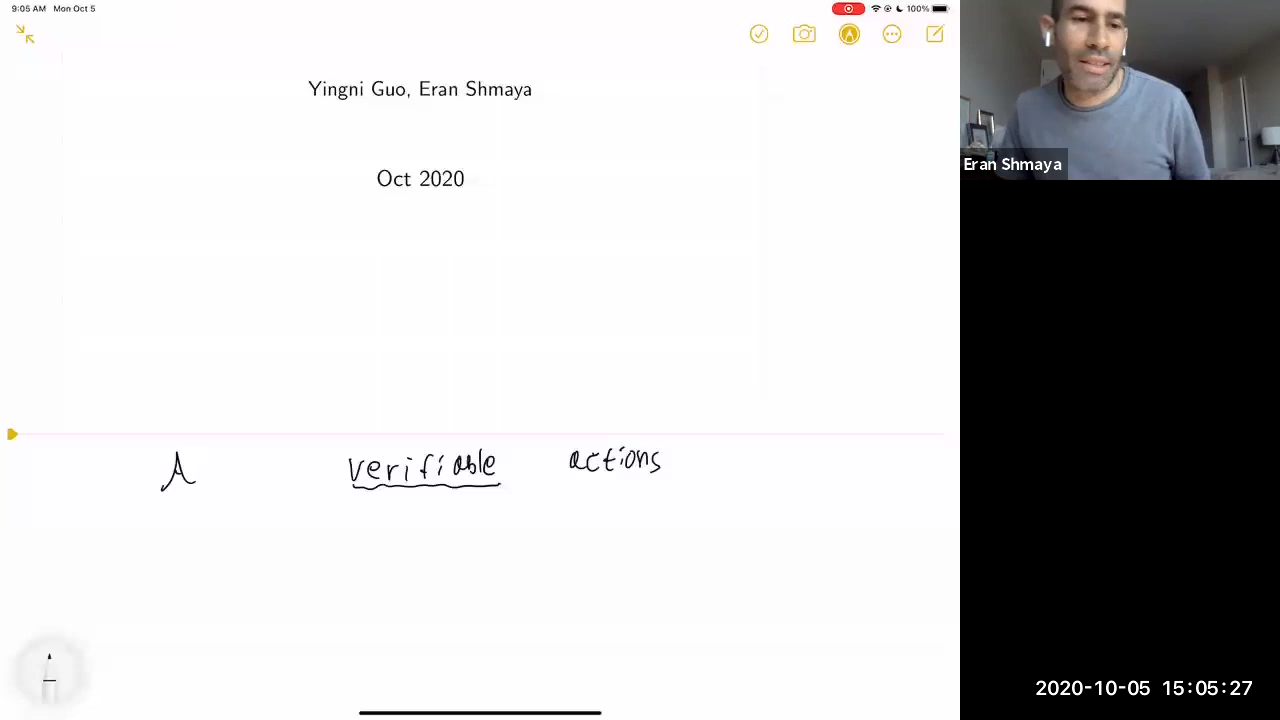 9:05 AM Mon Oct 5
100%
Yingni Guo, Eran Shmaya
Oct 2020
A verifiable actions
Eran Shmaya
2020-10-05 15:05:27